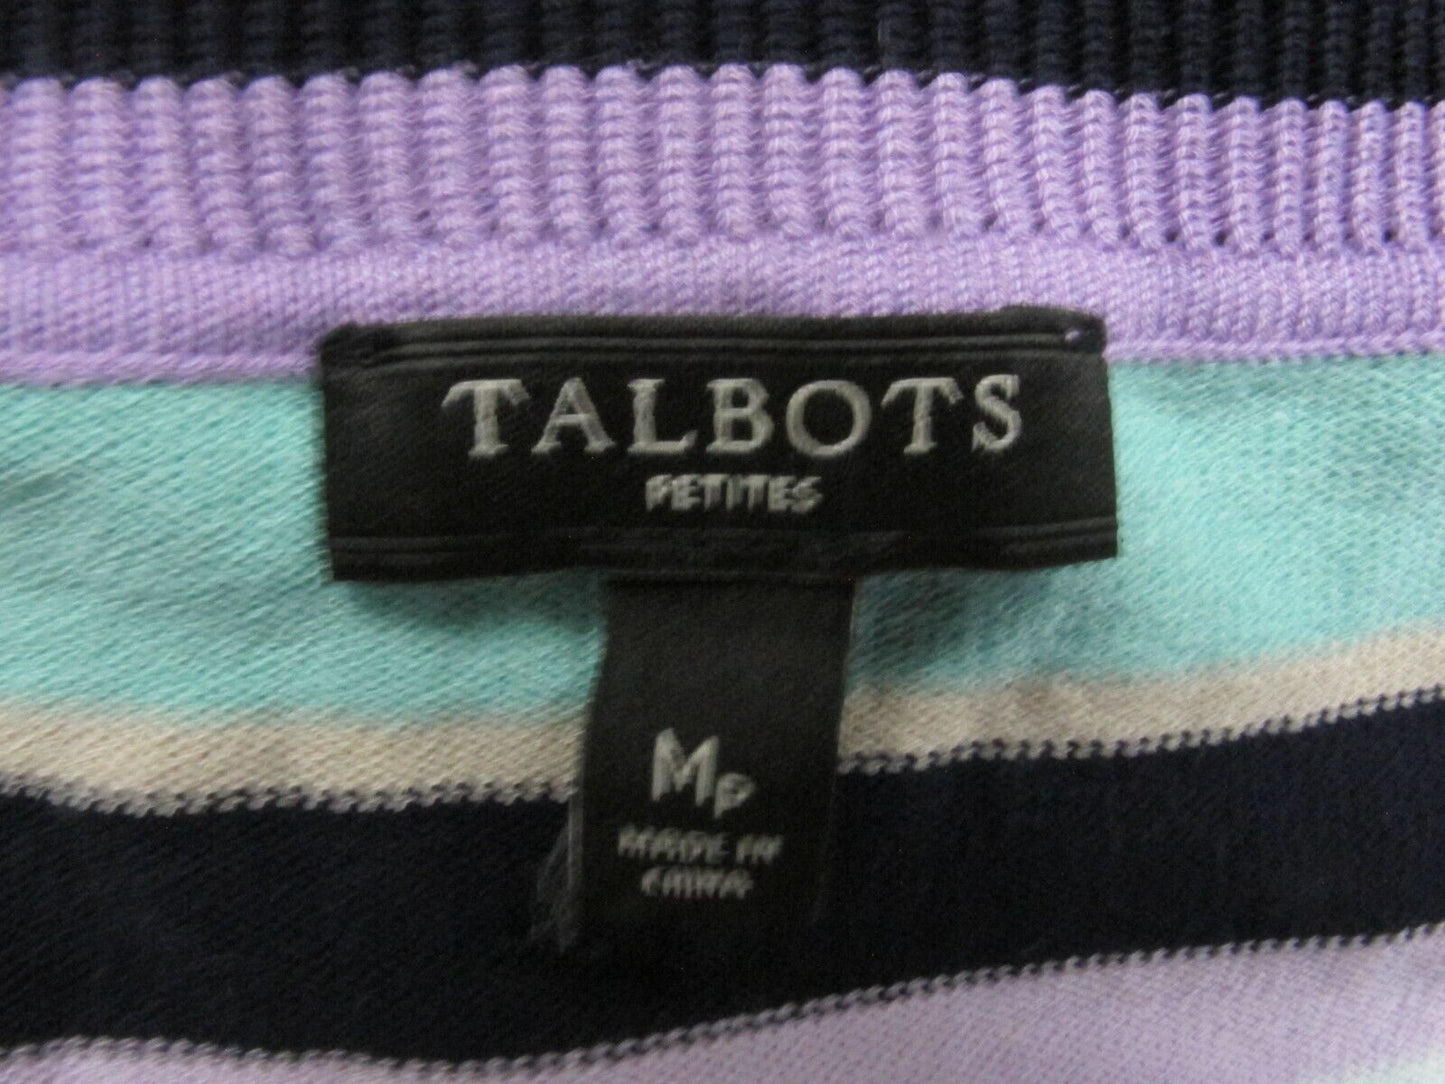 TALBOTS
PETITES
MP
MADE IN
CHINA